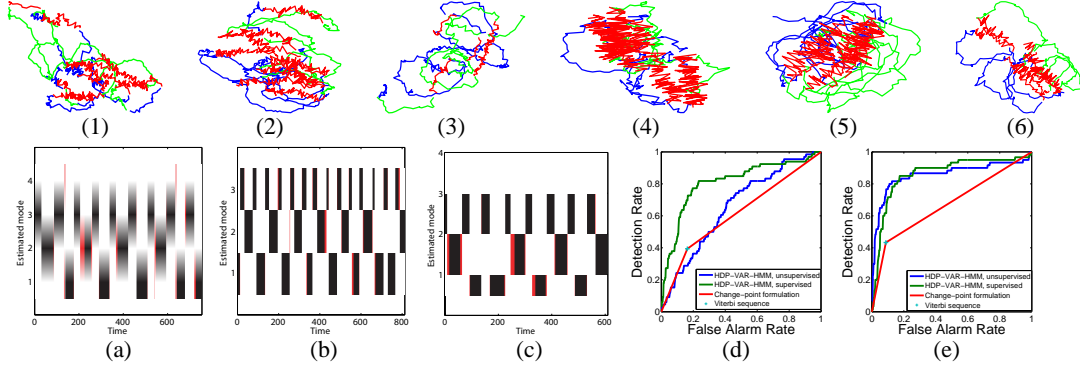 (1) (2) (3) (4) (5) (6)
Estimated mode
4
3
2
1
0 200 400 600
Time
(a)
Estimated mode
3
2
1
0 100 200 300 400 500 600 700 800
Time
(b)
Estimated mode
4
3
2
1
0 200 400 600
Time
(c)
Detection Rate
1
0.8
0.6
0.4
0.2
0
0 0.2 0.4 0.6 0.8 1
False Alarm Rate
HDP-VAR-HMM, unsupervised
HDP-VAR-HMM, supervised
Change-point formulation
Viterbi sequence
(d)
Detection Rate
1
0.8
0.6
0.4
0.2
0
0 0.2 0.4 0.6 0.8 1
False Alarm Rate
HDP-VAR-HMM, unsupervised
HDP-VAR-HMM, supervised
Change-point formulation
Viterbi sequence
(e)